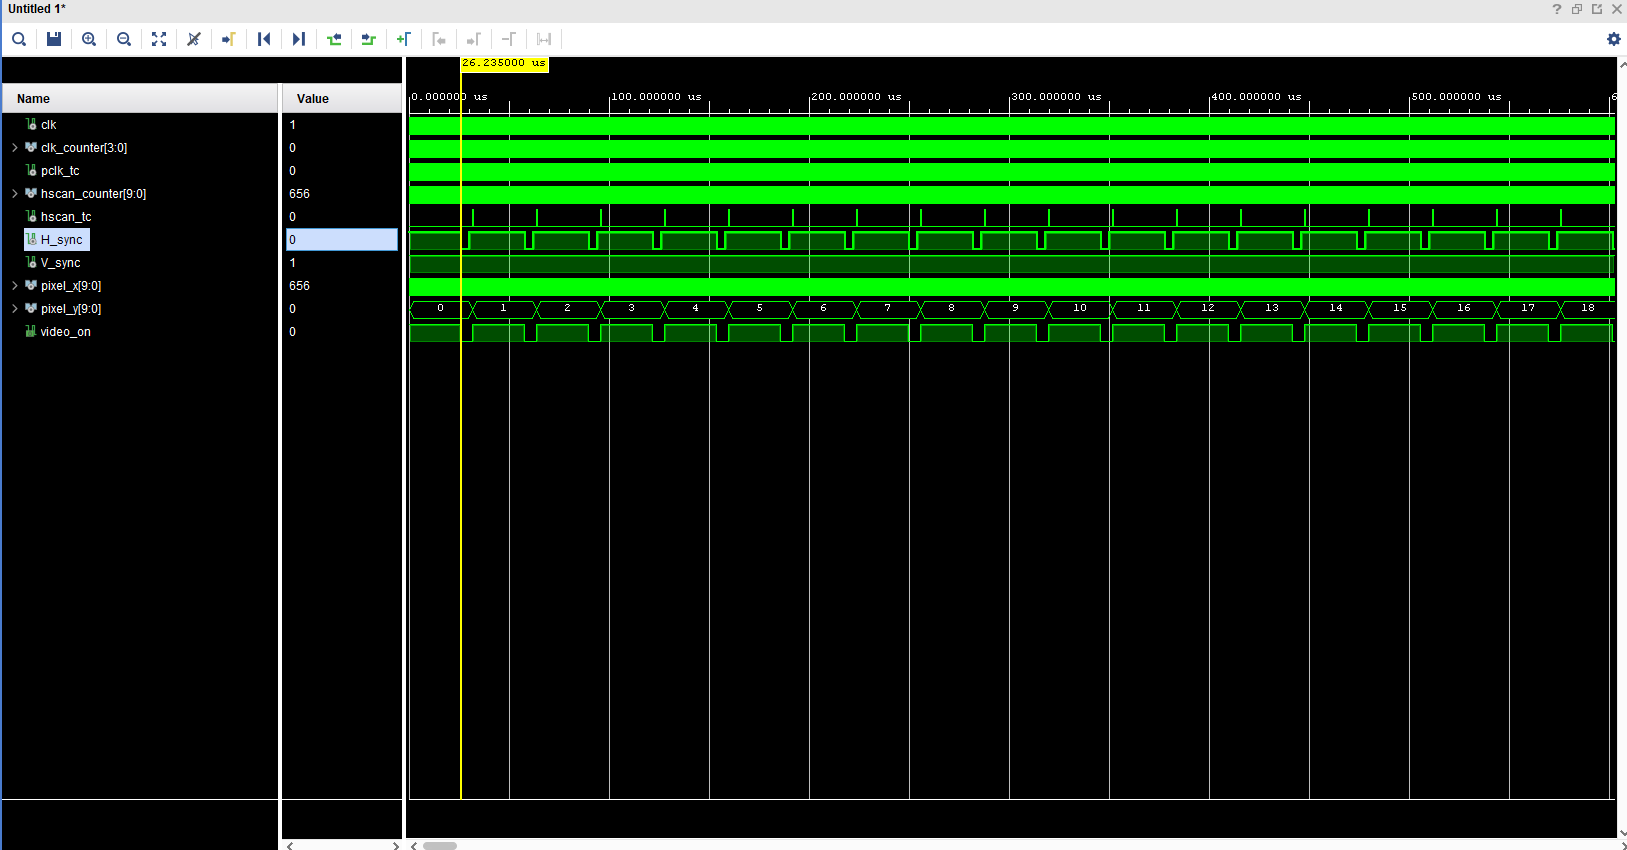 Untitled 1*
26.235000 us
Name Value
0.000000 us 100.000000 us 200.000000 us 300.000000 us 400.000000 us 500.000000 us 6
clk 1
clk_counter[3:0] 0
pclk_tc 0
hscan_counter[9:0] 656
hscan_tc 0
H_sync 0
V_sync 1
pixel_x[9:0] 656
pixel_y[9:0] 0 0 1 2 3 4 5 6 7 8 9 10 11 12 13 14 15 16 17 18
video_on 0